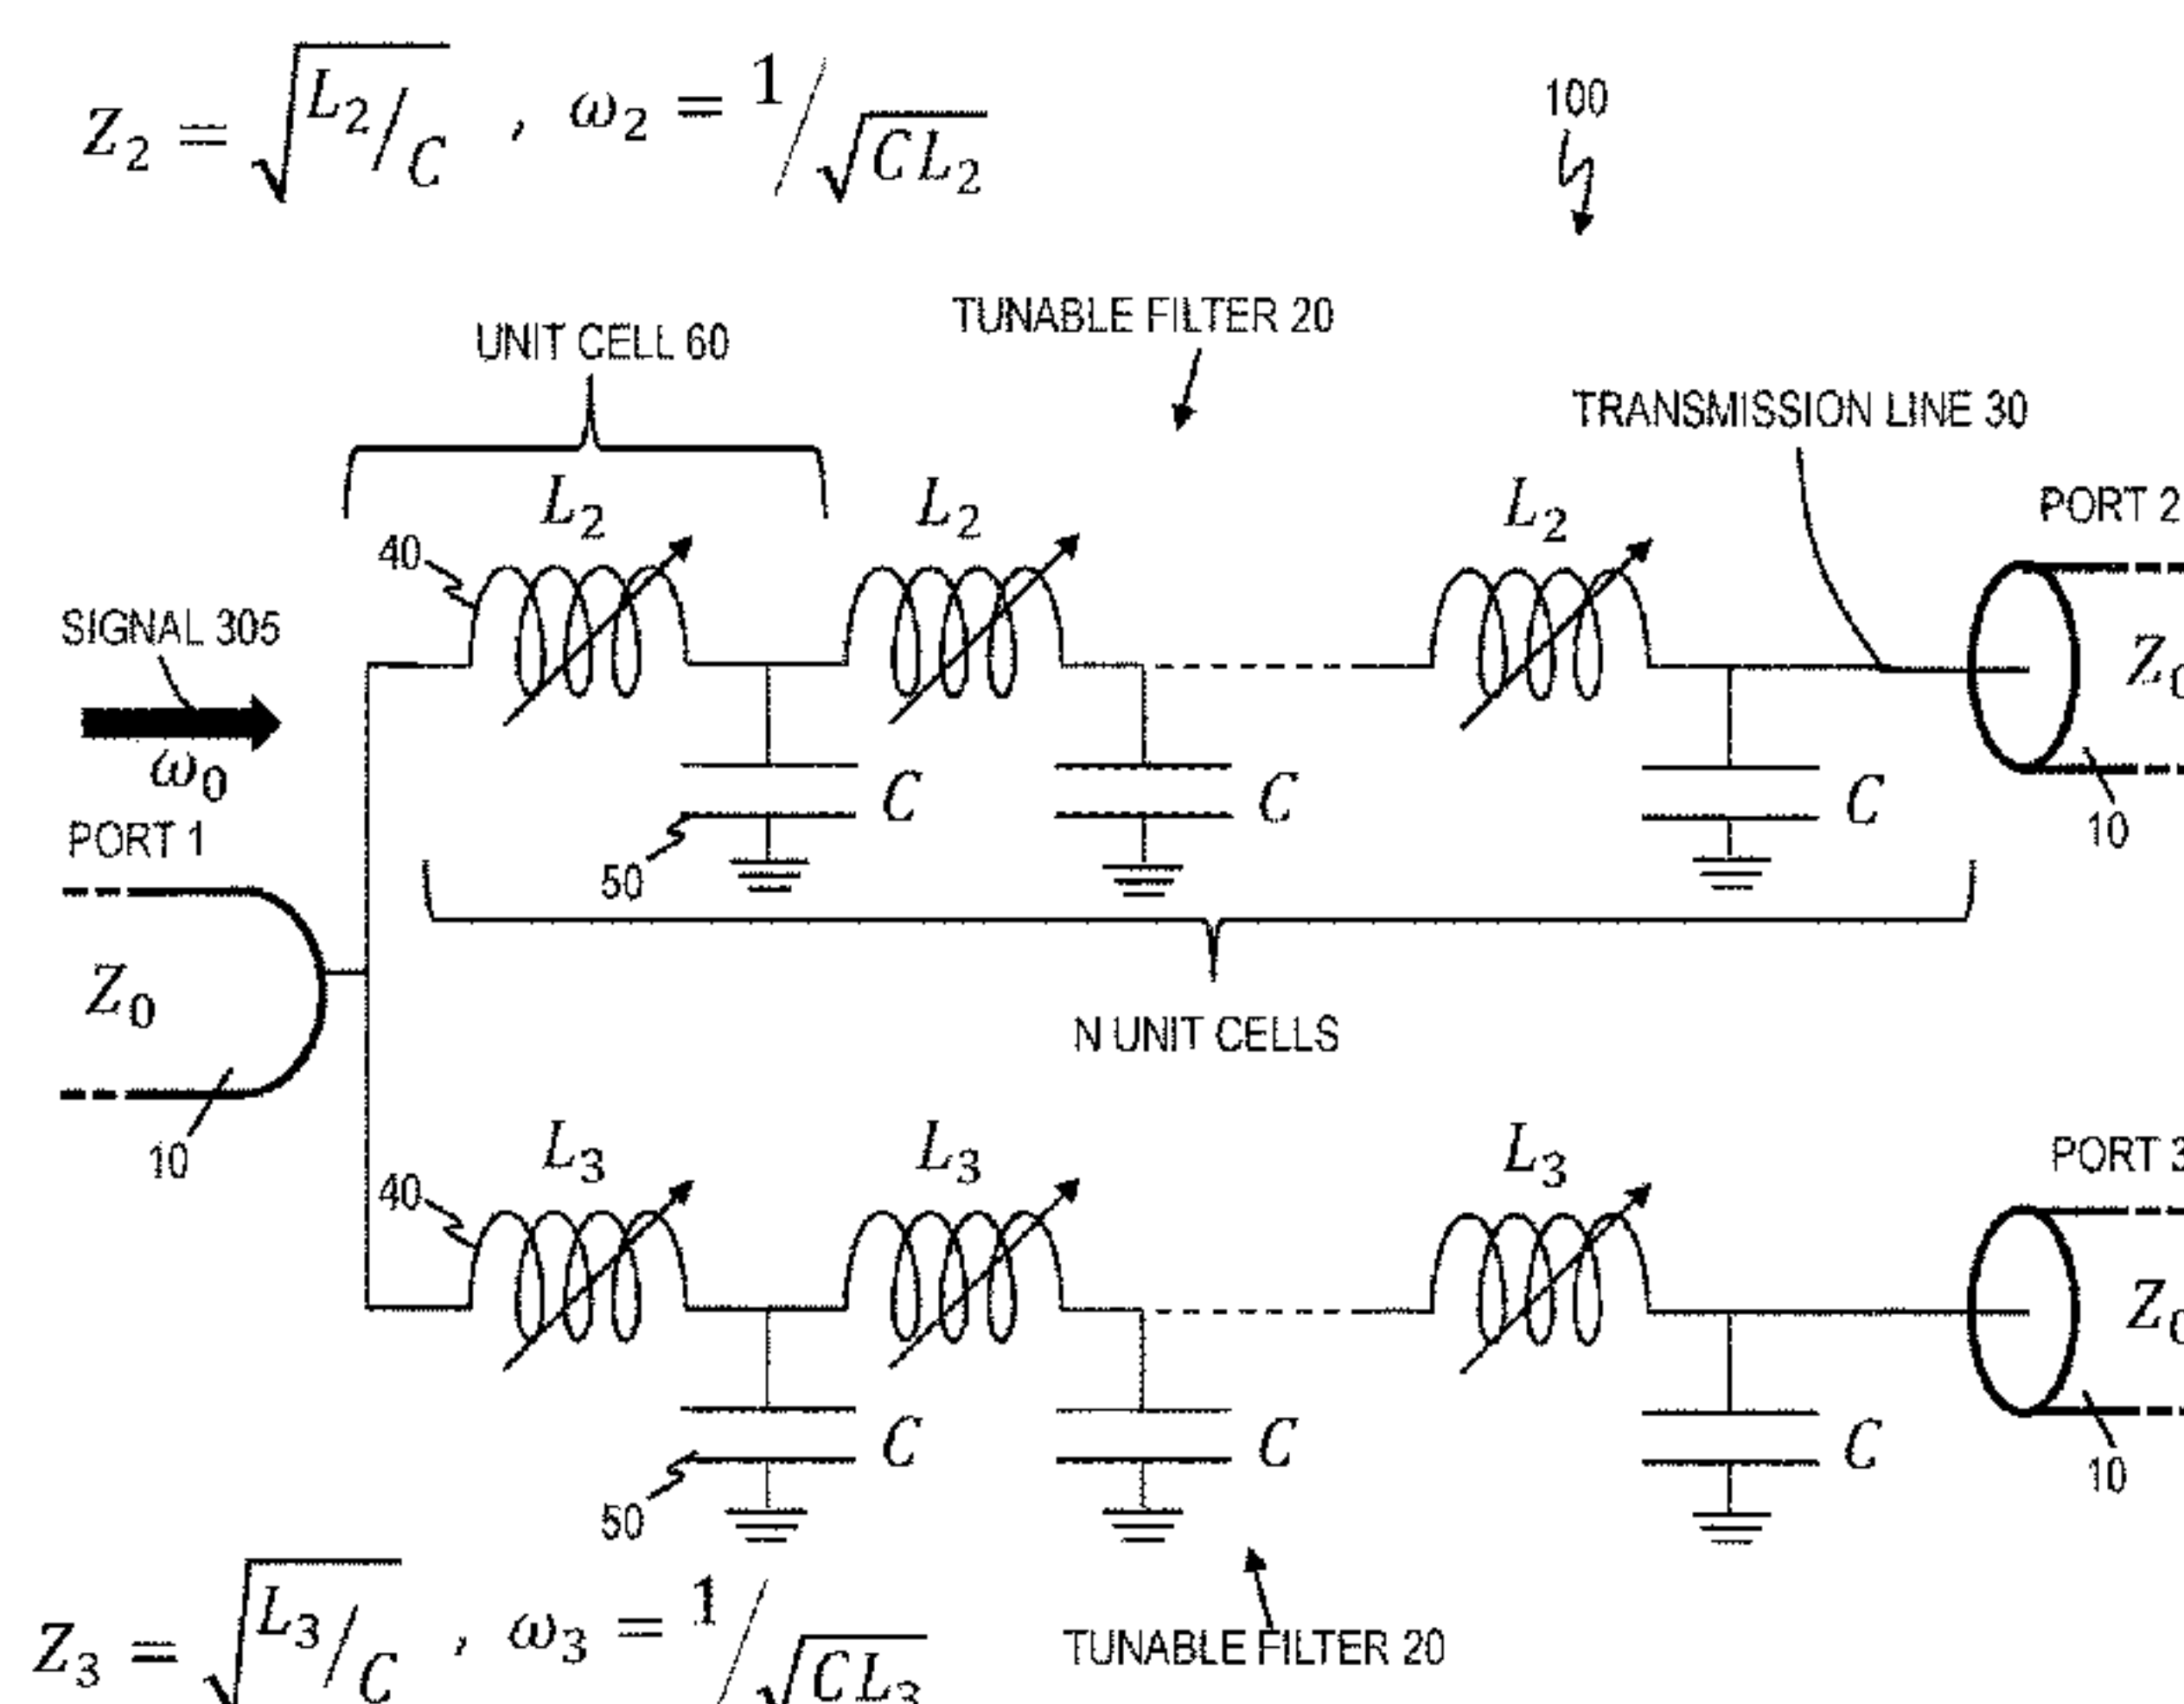 Z₂ = √(L₂/C) , ω₂ = 1/√(CL₂)
100
TUNABLE FILTER 20
UNIT CELL 60
TRANSMISSION LINE 30
L₂ L₂ L₂
PORT 2
40
SIGNAL 305
Z₀
ω₀
C C C
PORT 1
50
10
Z₀
N UNIT CELLS
10
L₃ L₃ L₃
PORT 3
40
Z₀
C C C
10
50
Z₃ = √(L₃/C) , ω₃ = 1/√(CL₃)
TUNABLE FILTER 20